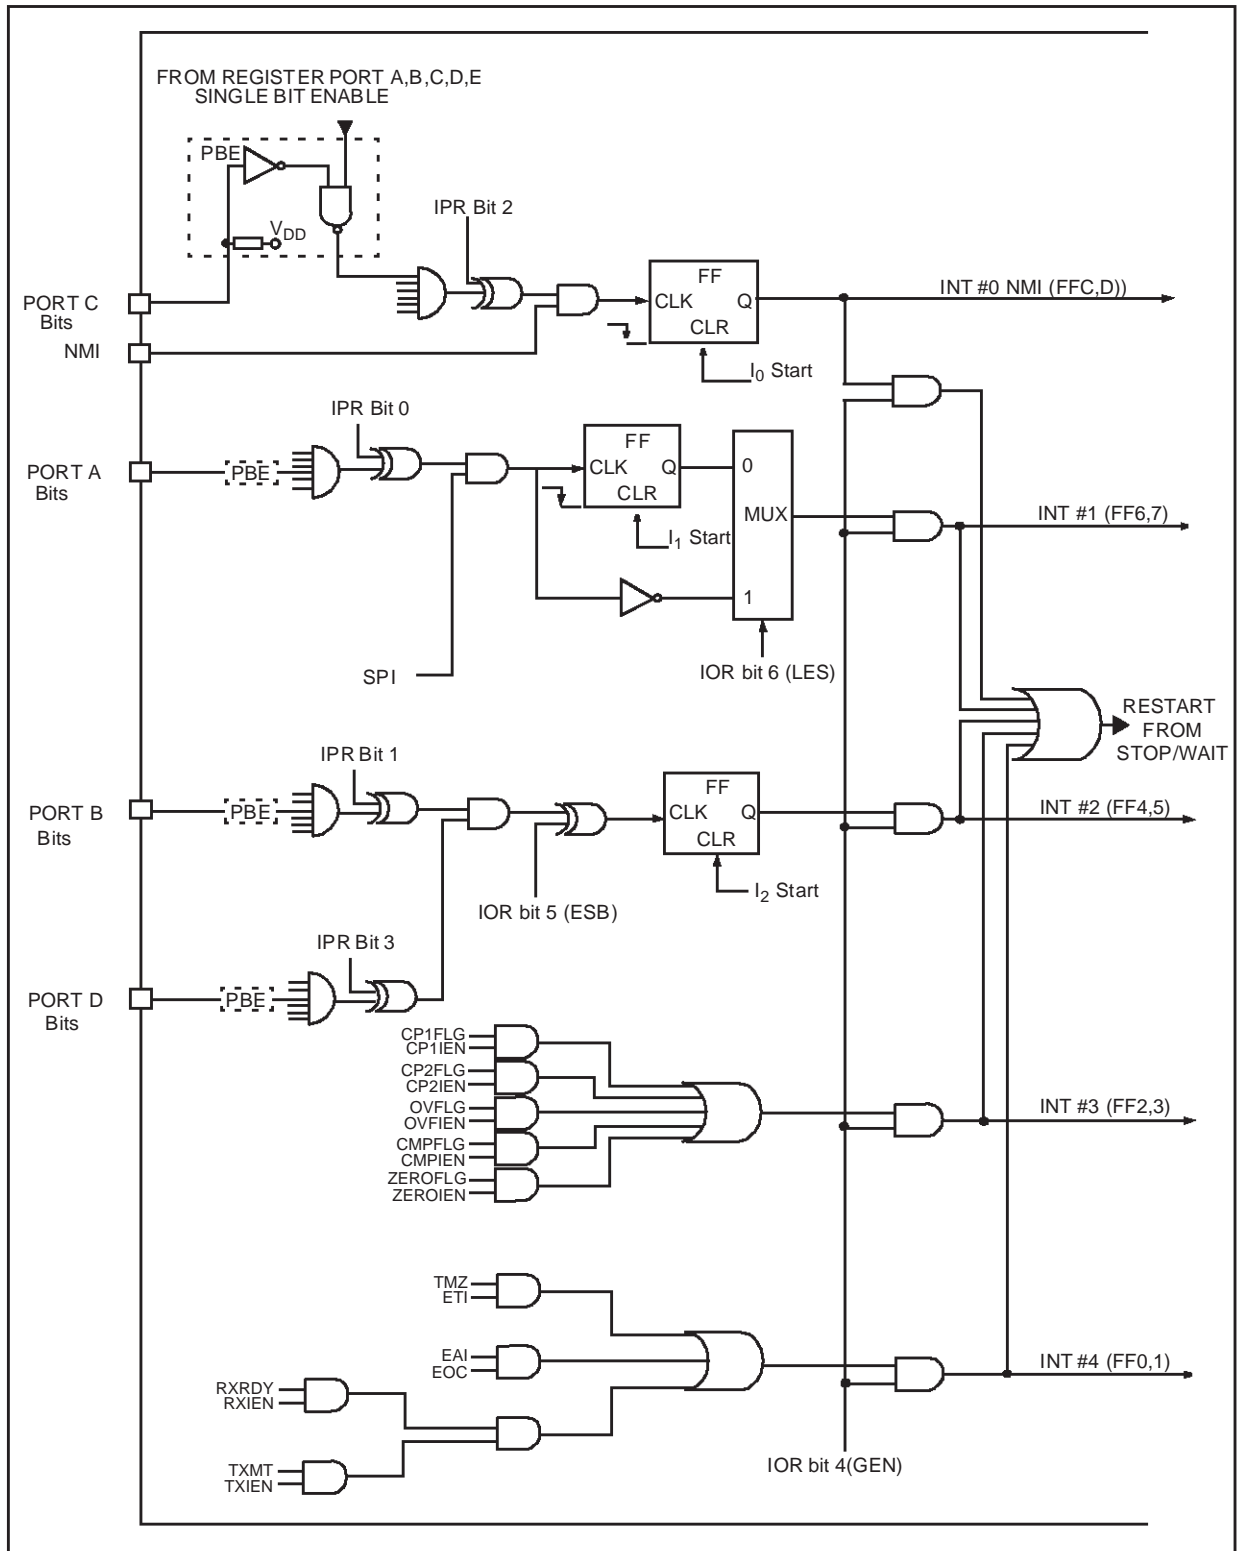 FROM REGISTER PORT A,B,C,D,E
SINGLE BIT ENABLE
PBE
VDD
IPR Bit 2
PORT C
Bits
NMI
FF
CLK
Q
CLR
I0 Start
INT #0 NMI (FFC,D))
IPR Bit 0
PORT A
Bits
PBE
FF
CLK
Q
CLR
I1 Start
0
MUX
1
INT #1 (FF6,7)
SPI
IOR bit 6 (LES)
RESTART
FROM
STOP/WAIT
IPR Bit 1
PORT B
Bits
PBE
FF
CLK
Q
CLR
I2 Start
INT #2 (FF4,5)
IOR bit 5 (ESB)
IPR Bit 3
PORT D
Bits
PBE
CP1FLG
CP1IEN
CP2FLG
CP2IEN
OVFLG
OVFIEN
CMPFLG
CMPIEN
ZEROFLG
ZEROIEN
INT #3 (FF2,3)
TMZ
ETI
EAI
EOC
RXRDY
RXIEN
TXMT
TXIEN
INT #4 (FF0,1)
IOR bit 4(GEN)